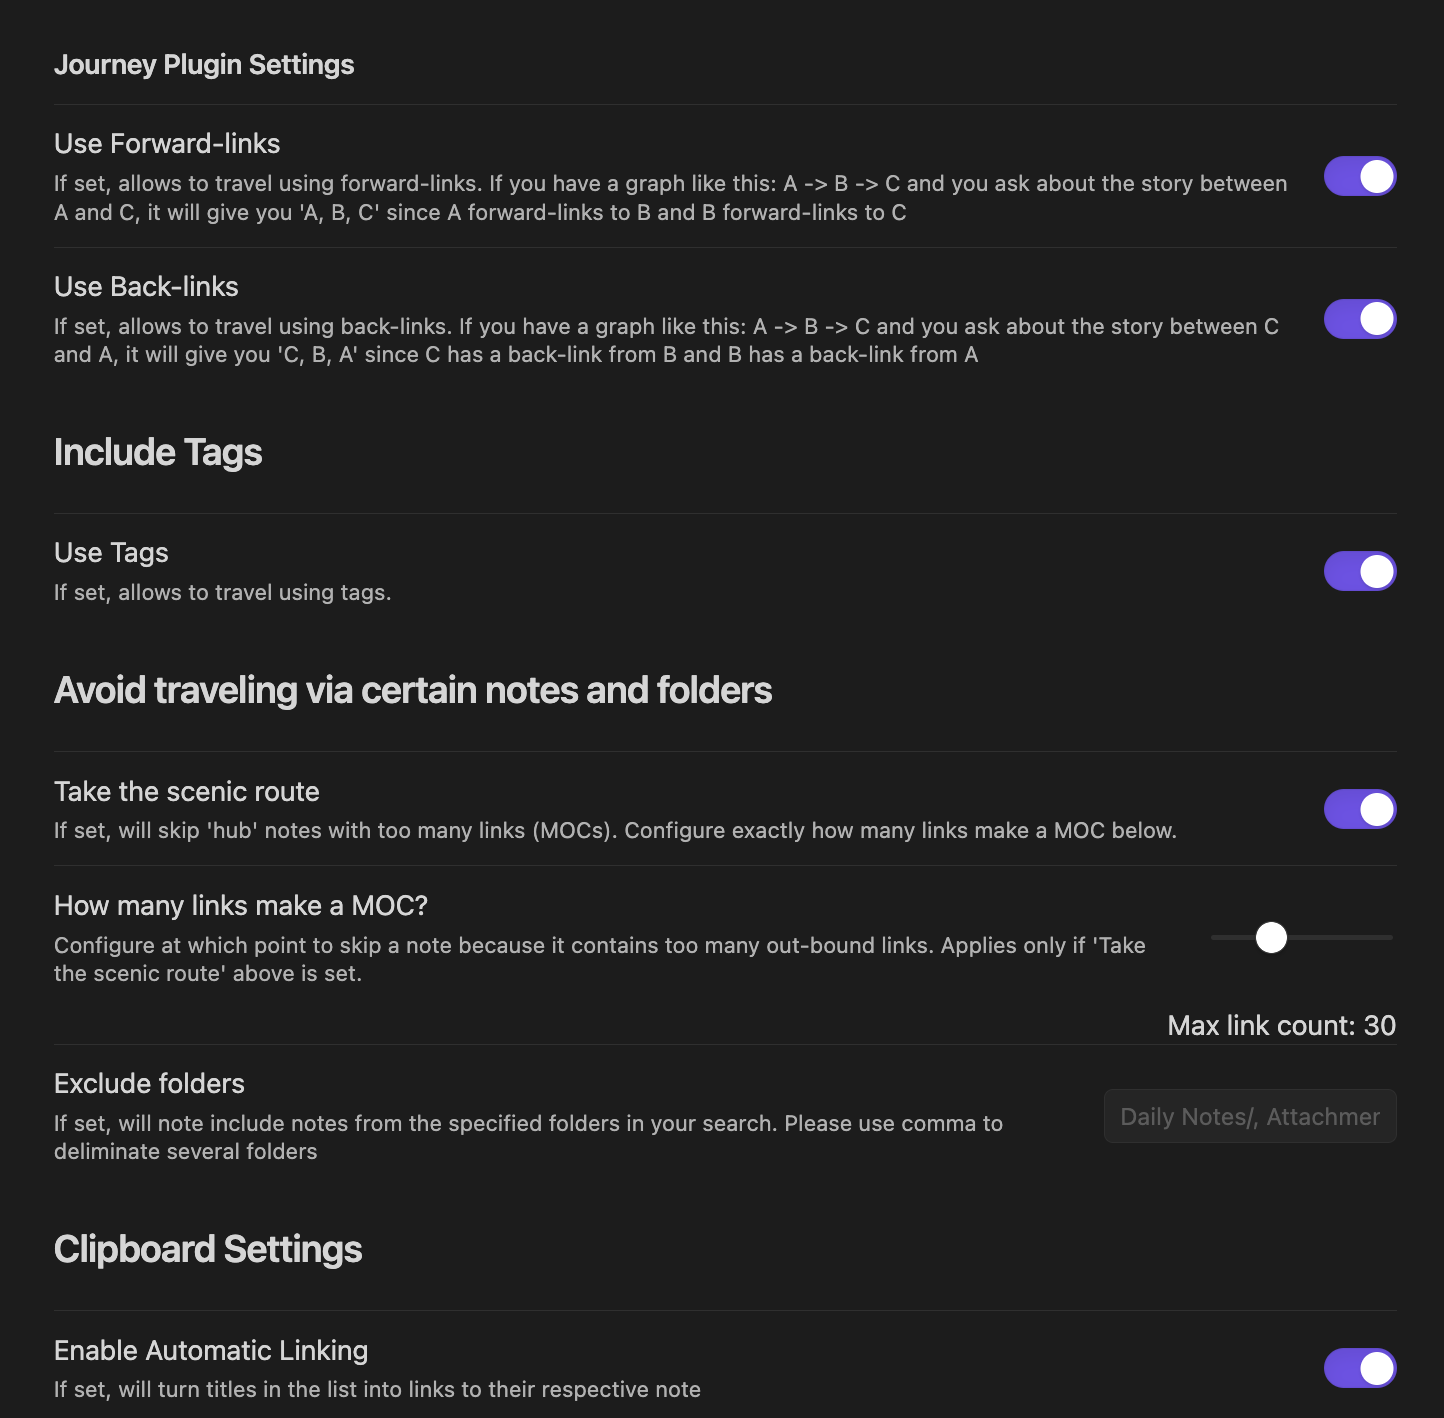 Journey Plugin Settings
Use Forward-links
If set, allows to travel using forward-links. If you have a graph like this: A -> B -> C and you ask about the story between
A and C, it will give you 'A, B, C' since A forward-links to B and B forward-links to C
Use Back-links
If set, allows to travel using back-links. If you have a graph like this: A -> B -> C and you ask about the story between C
and A, it will give you 'C, B, A' since C has a back-link from B and B has a back-link from A
Include Tags
Use Tags
If set, allows to travel using tags.
Avoid traveling via certain notes and folders
Take the scenic route
If set, will skip 'hub' notes with too many links (MOCs). Configure exactly how many links make a MOC below.
How many links make a MOC?
Configure at which point to skip a note because it contains too many out-bound links. Applies only if 'Take
the scenic route' above is set.
Max link count: 30
Exclude folders
If set, will note include notes from the specified folders in your search. Please use comma to
deliminate several folders
Daily Notes/, Attachmer
Clipboard Settings
Enable Automatic Linking
If set, will turn titles in the list into links to their respective note